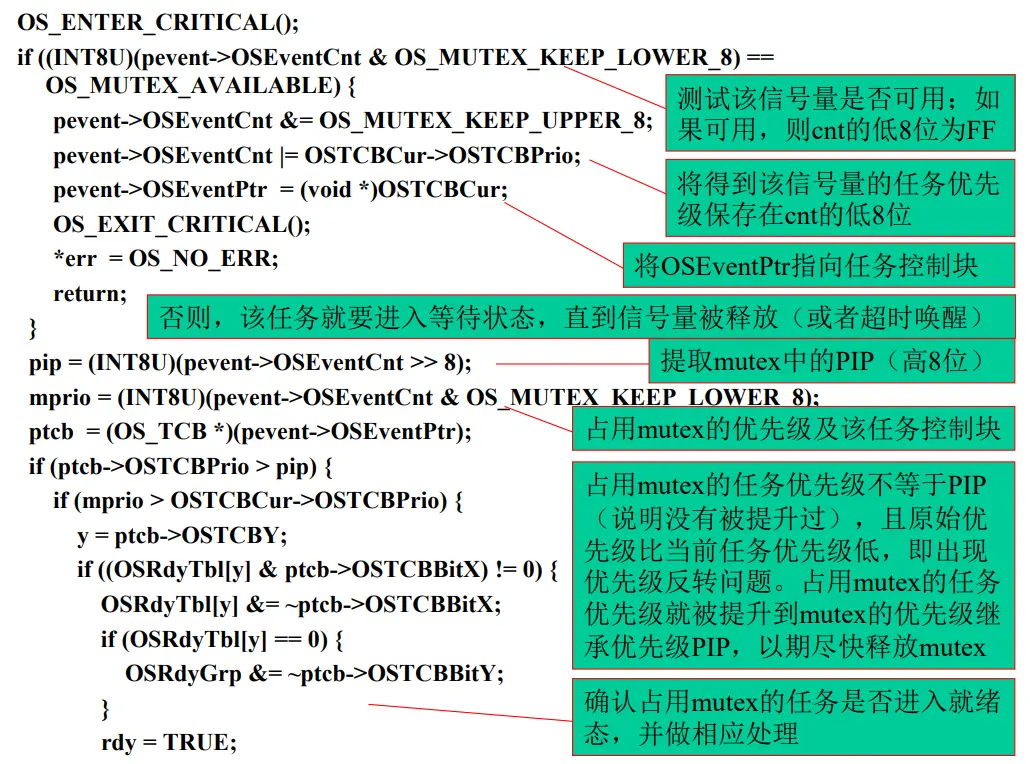 OS_ENTER_CRITICAL();
if ((INT8U)(pevent->OSEventCnt & OS_MUTEX_KEEP_LOWER_8) ==
OS_MUTEX_AVAILABLE) {
测试该信号量是否可用；如
果可用，则cnt的低8位为FF
pevent->OSEventCnt &= OS_MUTEX_KEEP_UPPER_8;
pevent->OSEventCnt |= OSTCBCur->OSTCBPrio;
将得到该信号量的任务优先
级保存在cnt的低8位
pevent->OSEventPtr = (void *)OSTCBCur;
OS_EXIT_CRITICAL();
*err = OS_NO_ERR;
将OSEventPtr指向任务控制块
return;
}
否则，该任务就要进入等待状态，直到信号量被释放（或者超时唤醒）
pip = (INT8U)(pevent->OSEventCnt >> 8);
提取mutex中的PIP（高8位）
mprio = (INT8U)(pevent->OSEventCnt & OS_MUTEX_KEEP_LOWER_8);
ptcb = (OS_TCB *)(pevent->OSEventPtr);
占用mutex的优先级及该任务控制块
if (ptcb->OSTCBPrio > pip) {
if (mprio > OSTCBCur->OSTCBPrio) {
y = ptcb->OSTCBY;
if ((OSRdyTbl[y] & ptcb->OSTCBBitX) != 0) {
OSRdyTbl[y] &= ~ptcb->OSTCBBitX;
if (OSRdyTbl[y] == 0) {
OSRdyGrp &= ~ptcb->OSTCBBitY;
}
rdy = TRUE;
占用mutex的任务优先级不等于PIP
（说明没有被提升过），且原始优
先级比当前任务优先级低，即出现
优先级反转问题。占用mutex的任务
优先级就被提升到mutex的优先级继
承优先级PIP，以期尽快释放mutex
确认占用mutex的任务是否进入就绪
态，并做相应处理